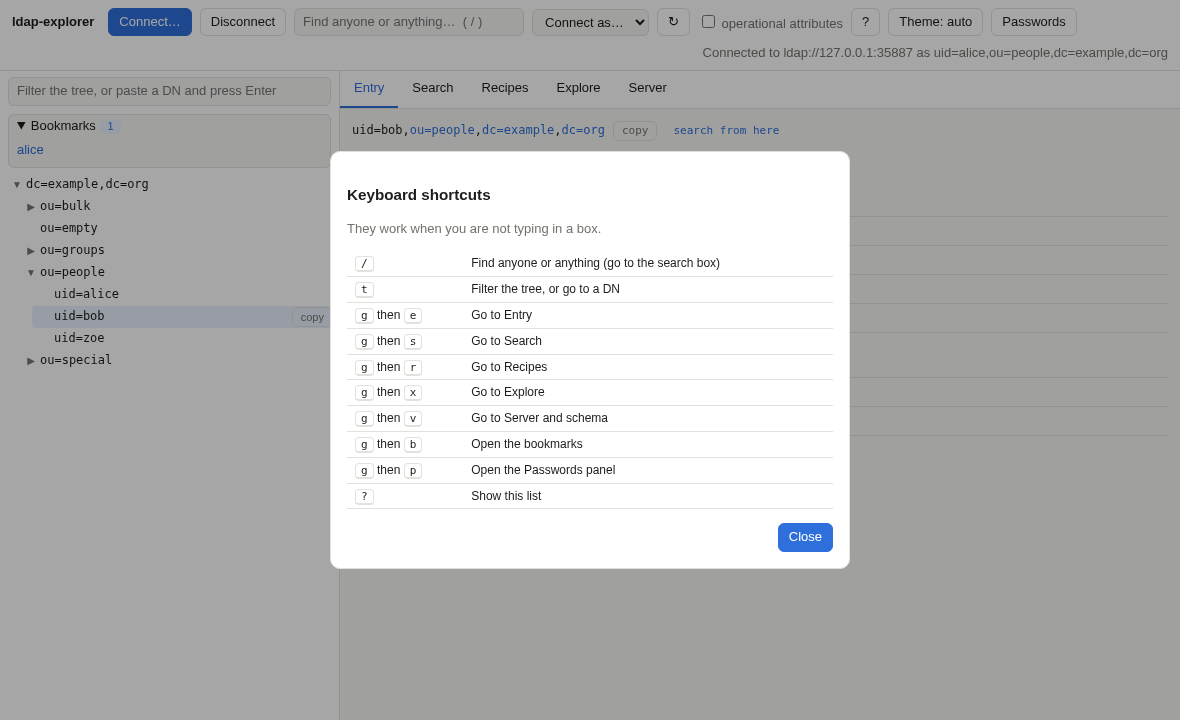 ldap-explorer Connect… Disconnect Find anyone or anything… ( / ) Connect as… ↻ operational attributes ? Theme: auto Passwords
Connected to ldap://127.0.0.1:35887 as uid=alice,ou=people,dc=example,dc=org
Filter the tree, or paste a DN and press Enter
Bookmarks 1
alice
▼ dc=example,dc=org
▶ ou=bulk
ou=empty
▶ ou=groups
▼ ou=people
uid=alice
uid=bob copy
uid=zoe
▶ ou=special
Entry Search Recipes Explore Server
uid=bob,ou=people,dc=example,dc=org copy search from here
Keyboard shortcuts
They work when you are not typing in a box.
/ Find anyone or anything (go to the search box)
t Filter the tree, or go to a DN
g then e Go to Entry
g then s Go to Search
g then r Go to Recipes
g then x Go to Explore
g then v Go to Server and schema
g then b Open the bookmarks
g then p Open the Passwords panel
? Show this list
Close